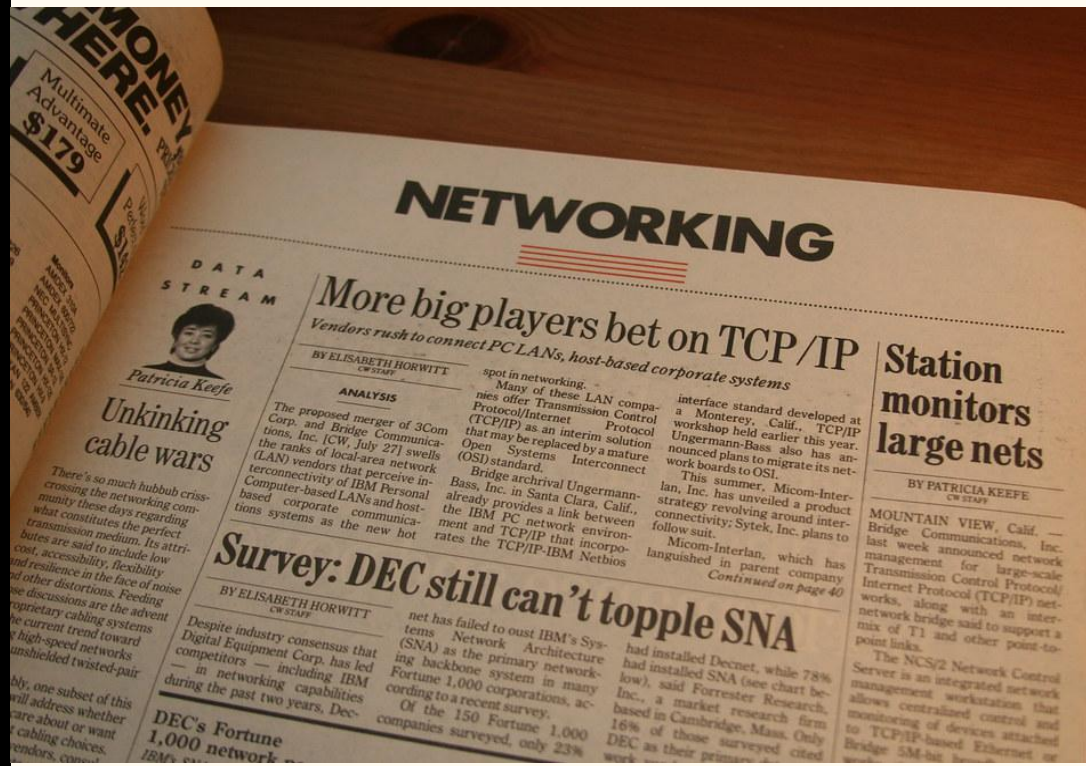 MONEY
THERE.
Multimate
Advantage
$179
Monitors
NETWORKING
DATA
STREAM
Patricia Keefe
Unkinking
cable wars
There's so much hubbub criss-
crossing the networking com-
munity these days regarding
what constitutes the perfect
transmission medium. Its attri-
butes are said to include low
cost, accessibility, flexibility
and resilience in the face of noise
and other distortions. Feeding
discussions are the advent
proprietary cabling systems
the current trend toward
high-speed networks
unshielded twisted-pair
one subset of this
will address whether
care about or want
cabling choices.
More big players bet on TCP/IP
Vendors rush to connect PC LANs, host-based corporate systems
BY ELISABETH HORWITT
CW STAFF
ANALYSIS
The proposed merger of 3Com
Corp. and Bridge Communica-
tions, Inc. [CW, July 27] swells
the ranks of local-area network
(LAN) vendors that perceive in-
terconnectivity of IBM Personal
Computer-based LANs and host-
based corporate communica-
tions systems as the new hot
spot in networking.
Many of these LAN compa-
nies offer Transmission Control
Protocol/Internet Protocol
(TCP/IP) as an interim solution
that may be replaced by a mature
Open Systems Interconnect
(OSI) standard.
Bridge archrival Ungermann-
Bass, Inc. in Santa Clara, Calif.,
already provides a link between
the IBM PC network environ-
ment and TCP/IP that incorpo-
rates the TCP/IP-IBM Netbios
interface standard developed at
a Monterey, Calif., TCP/IP
workshop held earlier this year.
Ungermann-Bass also has an-
nounced plans to migrate its net-
work boards to OSI.
This summer, Micom-Inter-
lan, Inc. has unveiled a product
strategy revolving around inter-
connectivity; Sytek, Inc. plans to
follow suit.
Micom-Interlan, which has
languished in parent company
Continued on page 40
Survey: DEC still can't topple SNA
BY ELISABETH HORWITT
CW STAFF
Despite industry consensus that
Digital Equipment Corp. has led
competitors — including IBM
— in networking capabilities
during the past two years, Dec-
net has failed to oust IBM's Sys-
tems Network Architecture
(SNA) as the primary network-
ing backbone system in many
Fortune 1,000 corporations, ac-
cording to a recent survey.
Of the 150 Fortune 1,000
companies surveyed, only 23%
had installed Decnet, while 78%
had installed SNA (see chart be-
low), said Forrester Research,
Inc., a market research firm
based in Cambridge, Mass. Only
16% of those surveyed cited
DEC as their primary
DEC's Fortune
1,000 network
Station
monitors
large nets
BY PATRICIA KEEFE
CW STAFF
MOUNTAIN VIEW, Calif. —
Bridge Communications, Inc.
last week announced network
management for large-scale
Transmission Control Protocol/
Internet Protocol (TCP/IP) net-
works, along with an inter-
network bridge said to support a
mix of T1 and other point-to-
point links.
The NCS/2 Network Control
Server is an integrated network
management workstation that
allows centralized control and
monitoring of devices attached
to TCP/IP-based Ethernet or
Bridge